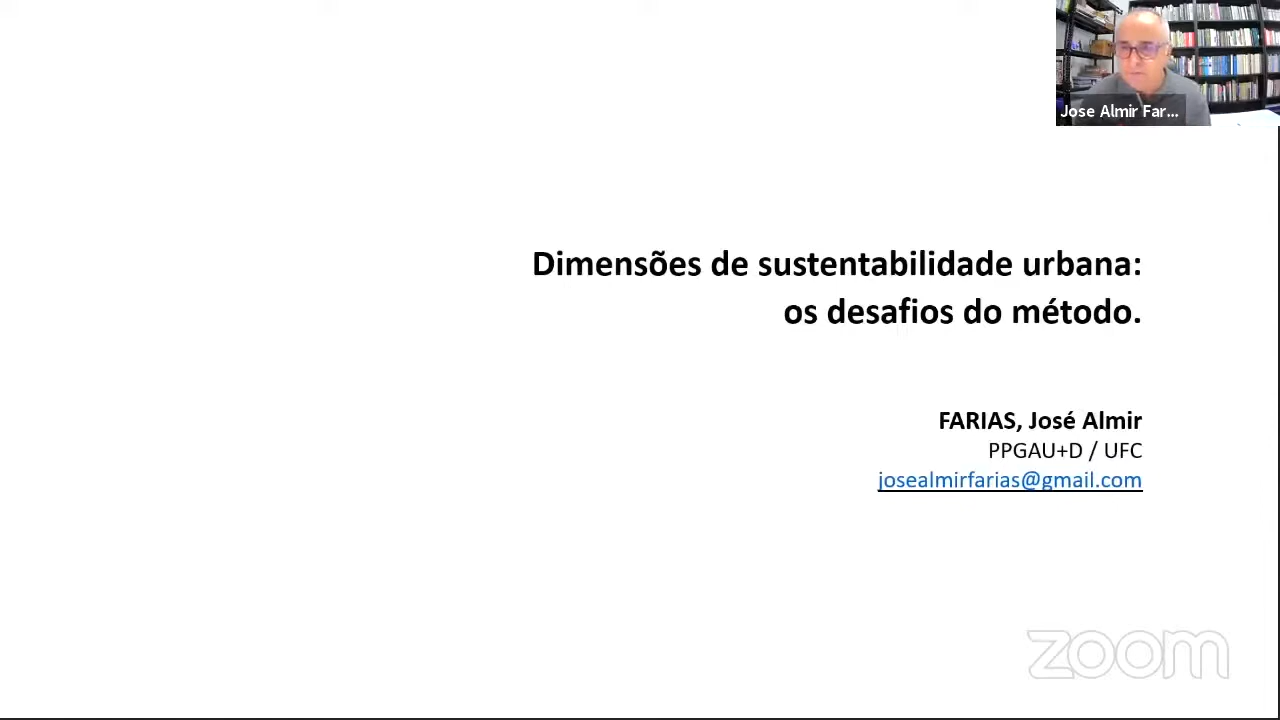 Jose Almir Far...
Dimensões de sustentabilidade urbana:
os desafios do método.
FARIAS, José Almir
PPGAU+D / UFC
josealmirfarias@gmail.com
zoom